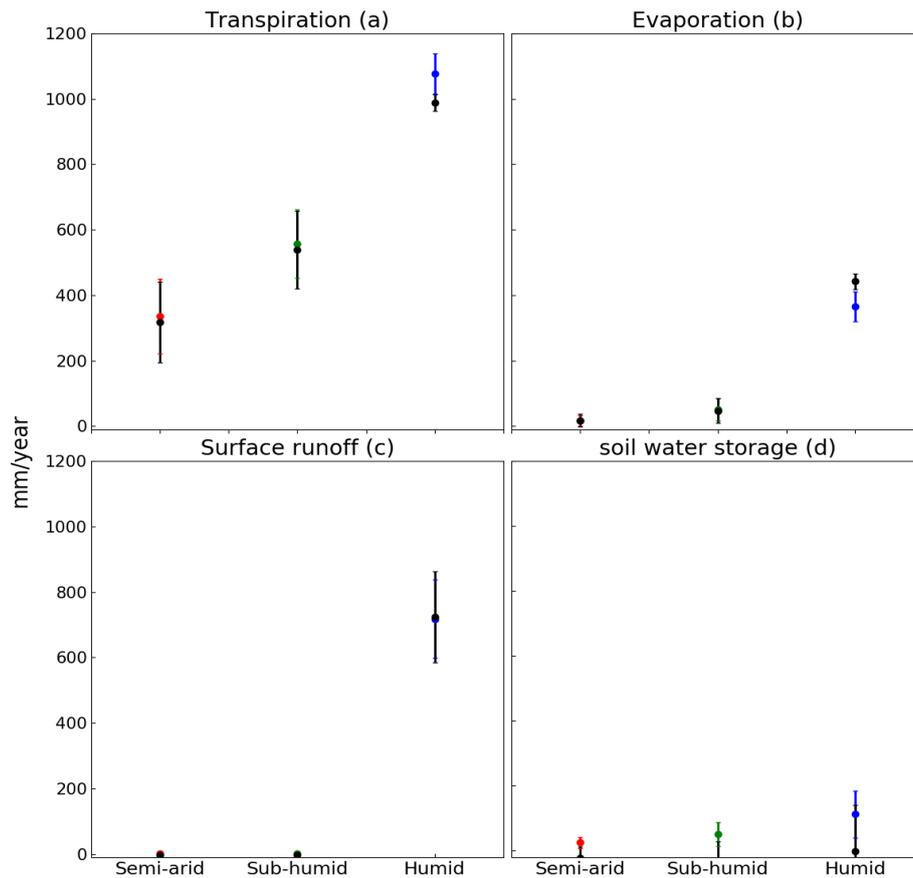 Transpiration (a)
Evaporation (b)
1200
1000
800
600
400
200
0
mm/year
Surface runoff (c)
soil water storage (d)
1200
1000
800
600
400
200
0
Semi-arid
Sub-humid
Humid
Semi-arid
Sub-humid
Humid